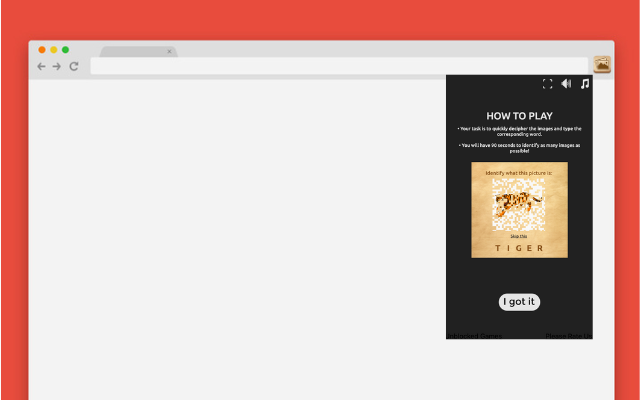 HOW TO PLAY
• Your task is to quickly decipher the images and type the
corresponding word.
• You will have 90 seconds to identify as many images as
possible!
Identify what this picture is:
Skip this
T I G E R
I got it
Unblocked Games
Please Rate Us